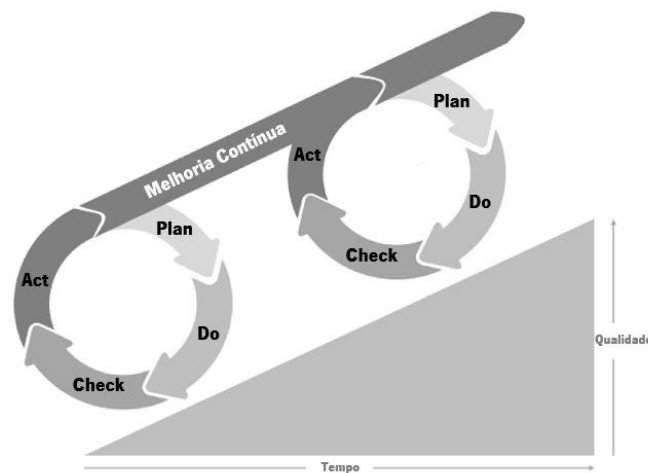 Plan
Melhoria Contínua
Act
Do
Check
Plan
Act
Do
Check
Qualidade
Tempo